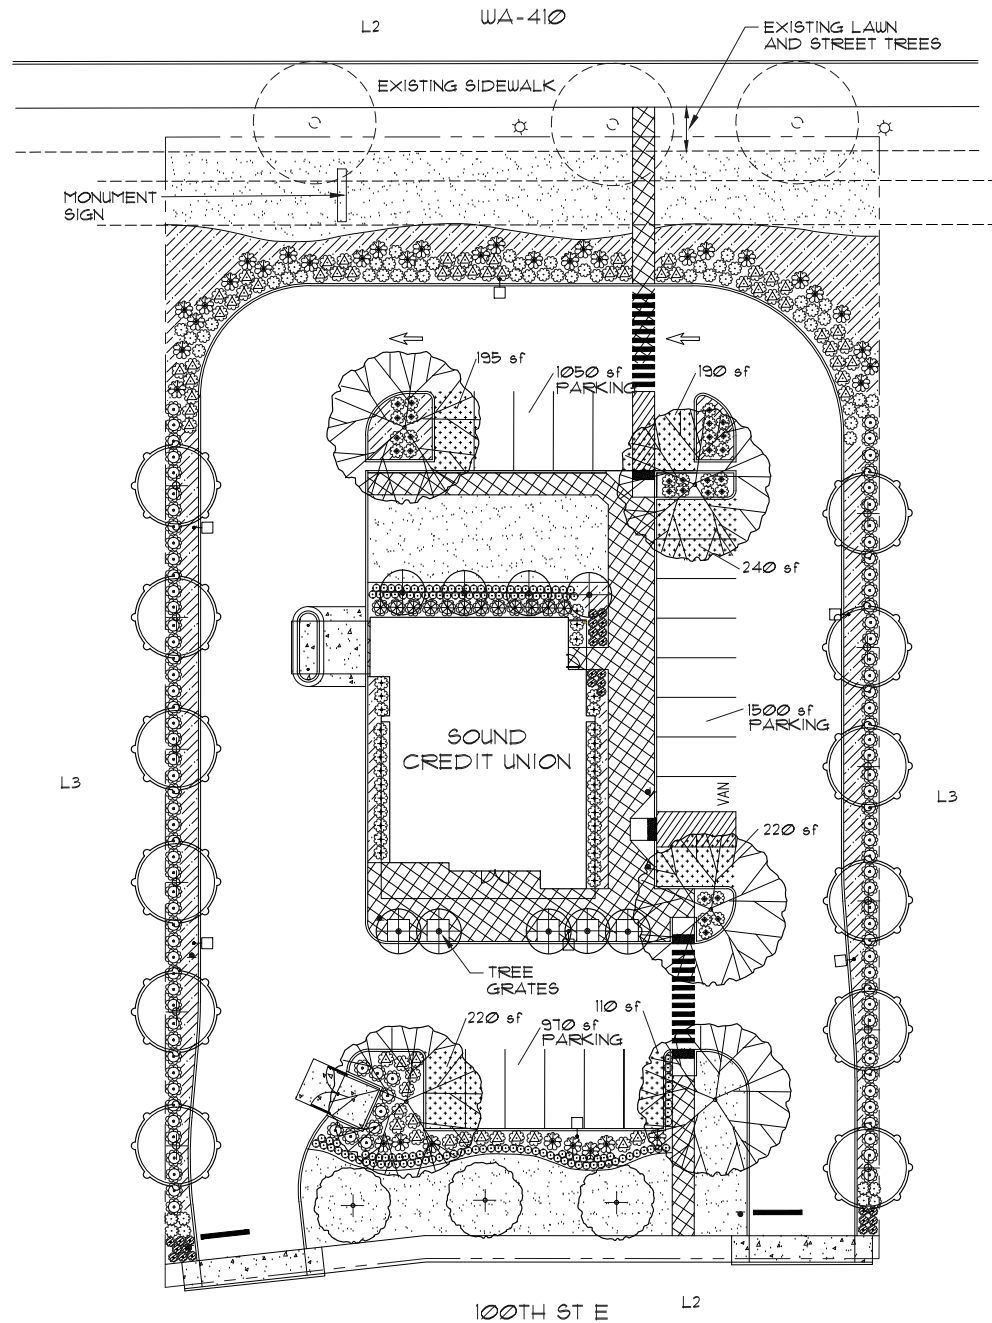 WA-410
L2
EXISTING LAWN
AND STREET TREES
EXISTING SIDEWALK
MONUMENT
SIGN
195 sf
1050 sf
PARKING
190 sf
240 sf
1500 sf
PARKING
SOUND
CREDIT UNION
L3
L3
VAN
220 sf
TREE
GRATES
220 sf
970 sf
PARKING
110 sf
L2
100TH ST E